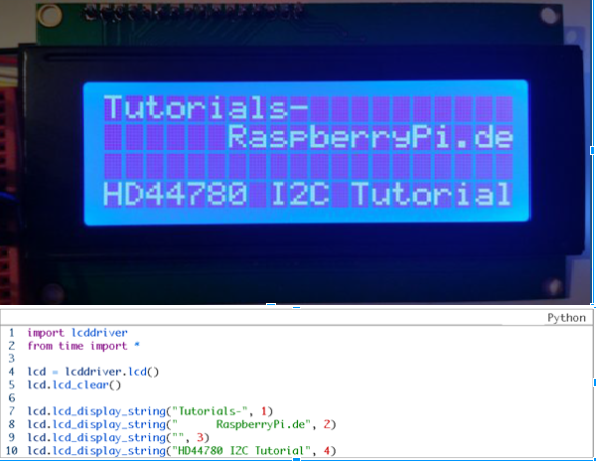 Tutorials-
RaspberryPi.de
HD44780 I2C Tutorial
Python
1 import lcddriver
2 from time import *
3
4 lcd = lcddriver.lcd()
5 lcd.lcd_clear()
6
7 lcd.lcd_display_string("Tutorials-", 1)
8 lcd.lcd_display_string("      RaspberryPi.de", 2)
9 lcd.lcd_display_string("", 3)
10 lcd.lcd_display_string("HD44780 I2C Tutorial", 4)